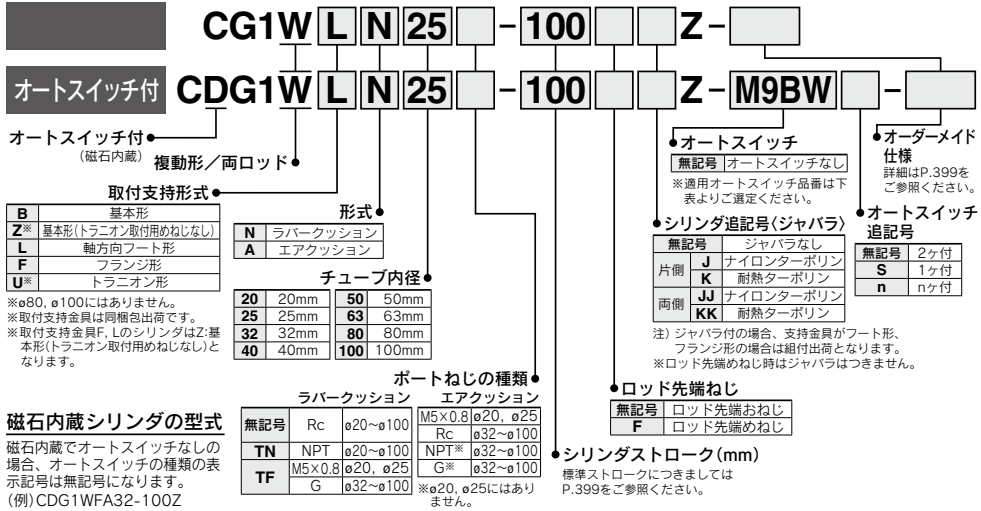 CG1W L N 25 - 100 Z -
オートスイッチ付 CDG1W L N 25 - 100 Z - M9BW -
オートスイッチ付
(磁石内蔵)
複動形/両ロッド
取付支持形式
B 基本形
Z※ 基本形(トラニオン取付用めねじなし)
L 軸方向フート形
F フランジ形
U※ トラニオン形
※ø80, ø100にはありません。
※取付支持金具は同梱包出荷です。
※取付支持金具F, LのシリンダはZ:基
本形(トラニオン取付用めねじなし)と
なります。
形式
N ラバークッション
A エアクッション
チューブ内径
20 20mm 50 50mm
25 25mm 63 63mm
32 32mm 80 80mm
40 40mm 100 100mm
ポートねじの種類
ラバークッション エアクッション
無記号 Rc ø20~ø100
TN NPT ø20~ø100
TF M5×0.8 ø20, ø25
G ø32~ø100
M5×0.8 ø20, ø25
Rc ø32~ø100
NPT※ ø32~ø100
G※ ø32~ø100
※ø20, ø25にはあり
ません。
磁石内蔵シリンダの型式
磁石内蔵でオートスイッチなしの
場合、オートスイッチの種類の表
示記号は無記号になります。
(例)CDG1WFA32-100Z
シリンダストローク(mm)
標準ストロークにつきましては
P.399をご参照ください。
ロッド先端ねじ
無記号 ロッド先端おねじ
F ロッド先端めねじ
シリンダ追記号〈ジャバラ〉
無記号 ジャバラなし
片側 J ナイロンターポリン
K 耐熱ターポリン
両側 JJ ナイロンターポリン
KK 耐熱ターポリン
注) ジャバラ付の場合、支持金具がフート形、
フランジ形の場合は組付出荷となります。
※ロッド先端めねじ時はジャバラはつきません。
オートスイッチ
無記号 オートスイッチなし
※適用オートスイッチ品番は下
表よりご選定ください。
オートスイッチ
追記号
無記号 2ヶ付
S 1ヶ付
n nヶ付
オーダーメイド
仕様
詳細はP.399を
ご参照ください。